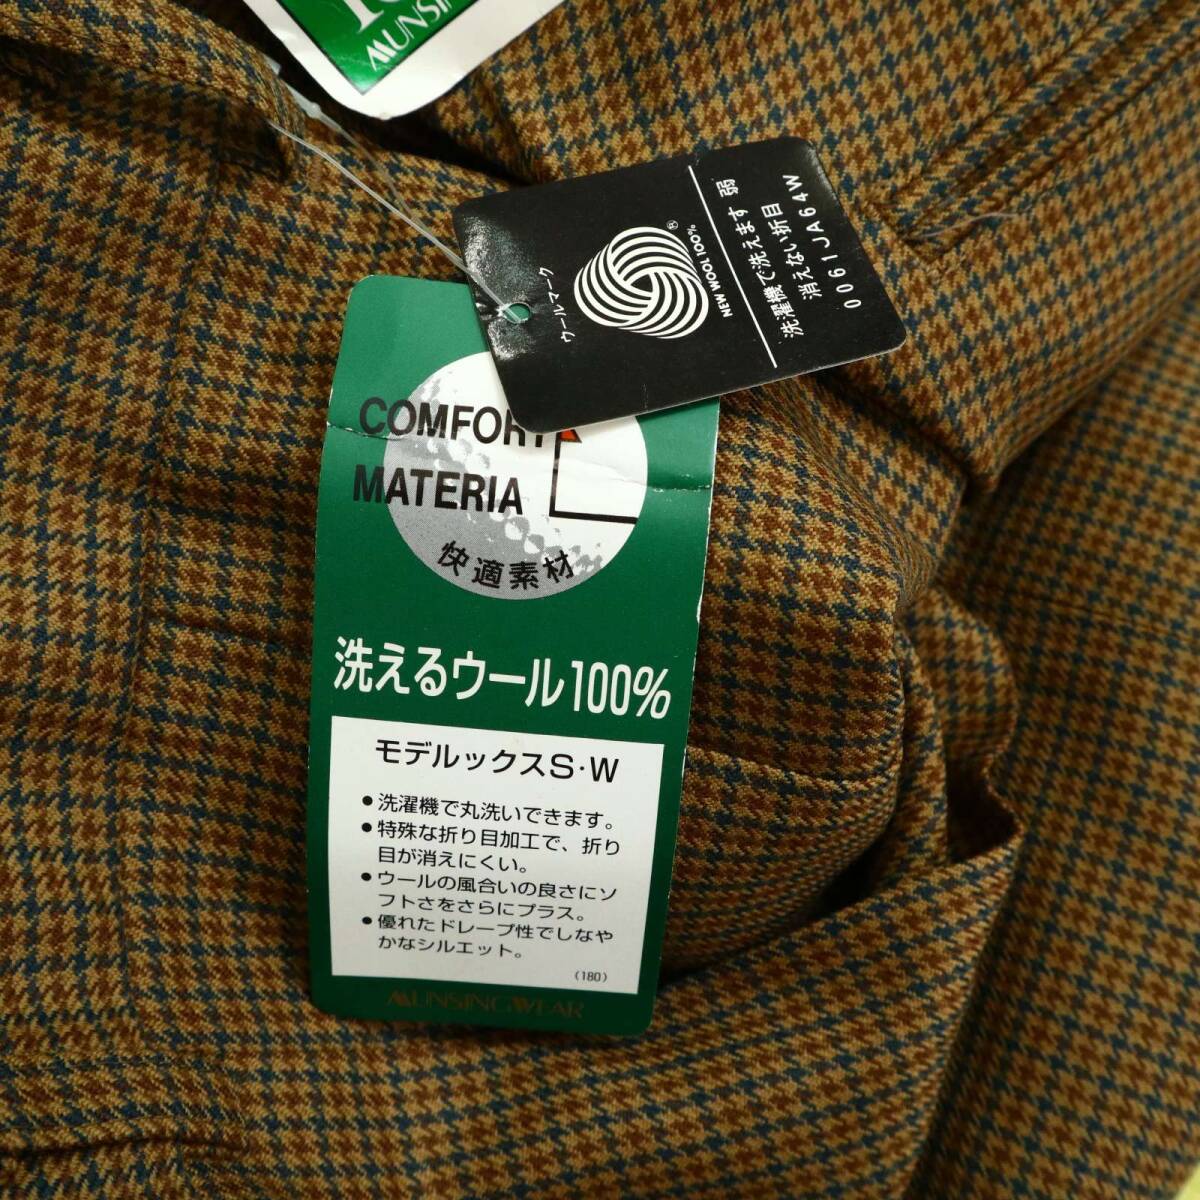 MUNSING
ウールマーク
®
NEW WOOL 100%
洗濯機で洗えます 弱
消えない折目
0061JA64W
COMFORT
MATERIA
快適素材
洗えるウール100%
モデルックスS・W
●洗濯機で丸洗いできます。
●特殊な折り目加工で、折り
目が消えにくい。
●ウールの風合いの良さにソ
フトさをさらにプラス。
●優れたドレープ性でしなや
かなシルエット。
(180)
MUNSINGWEAR